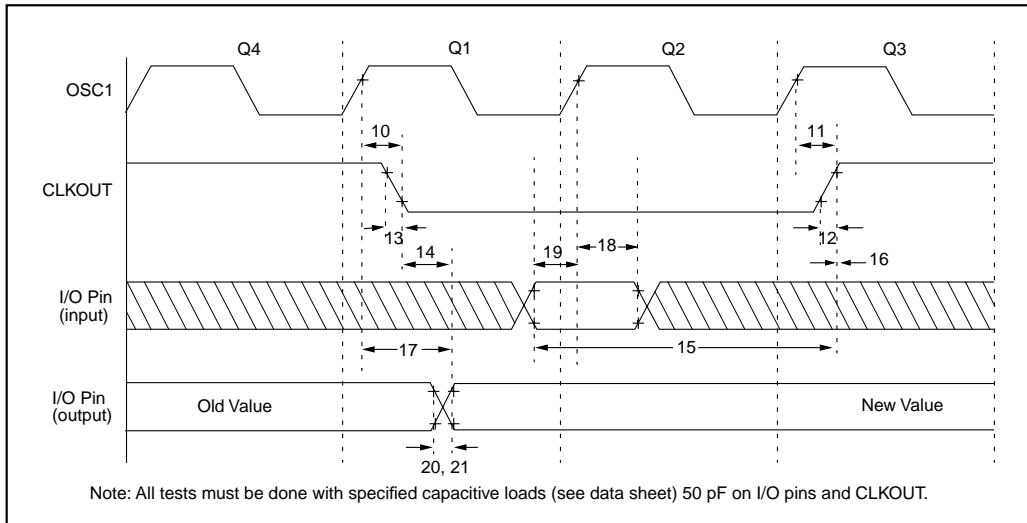 Q4 Q1 Q2 Q3
OSC1
10 11
CLKOUT
13 12
14 19 18 16
I/O Pin
(input)
17 15
I/O Pin
(output)
Old Value New Value
20, 21
Note: All tests must be done with specified capacitive loads (see data sheet) 50 pF on I/O pins and CLKOUT.